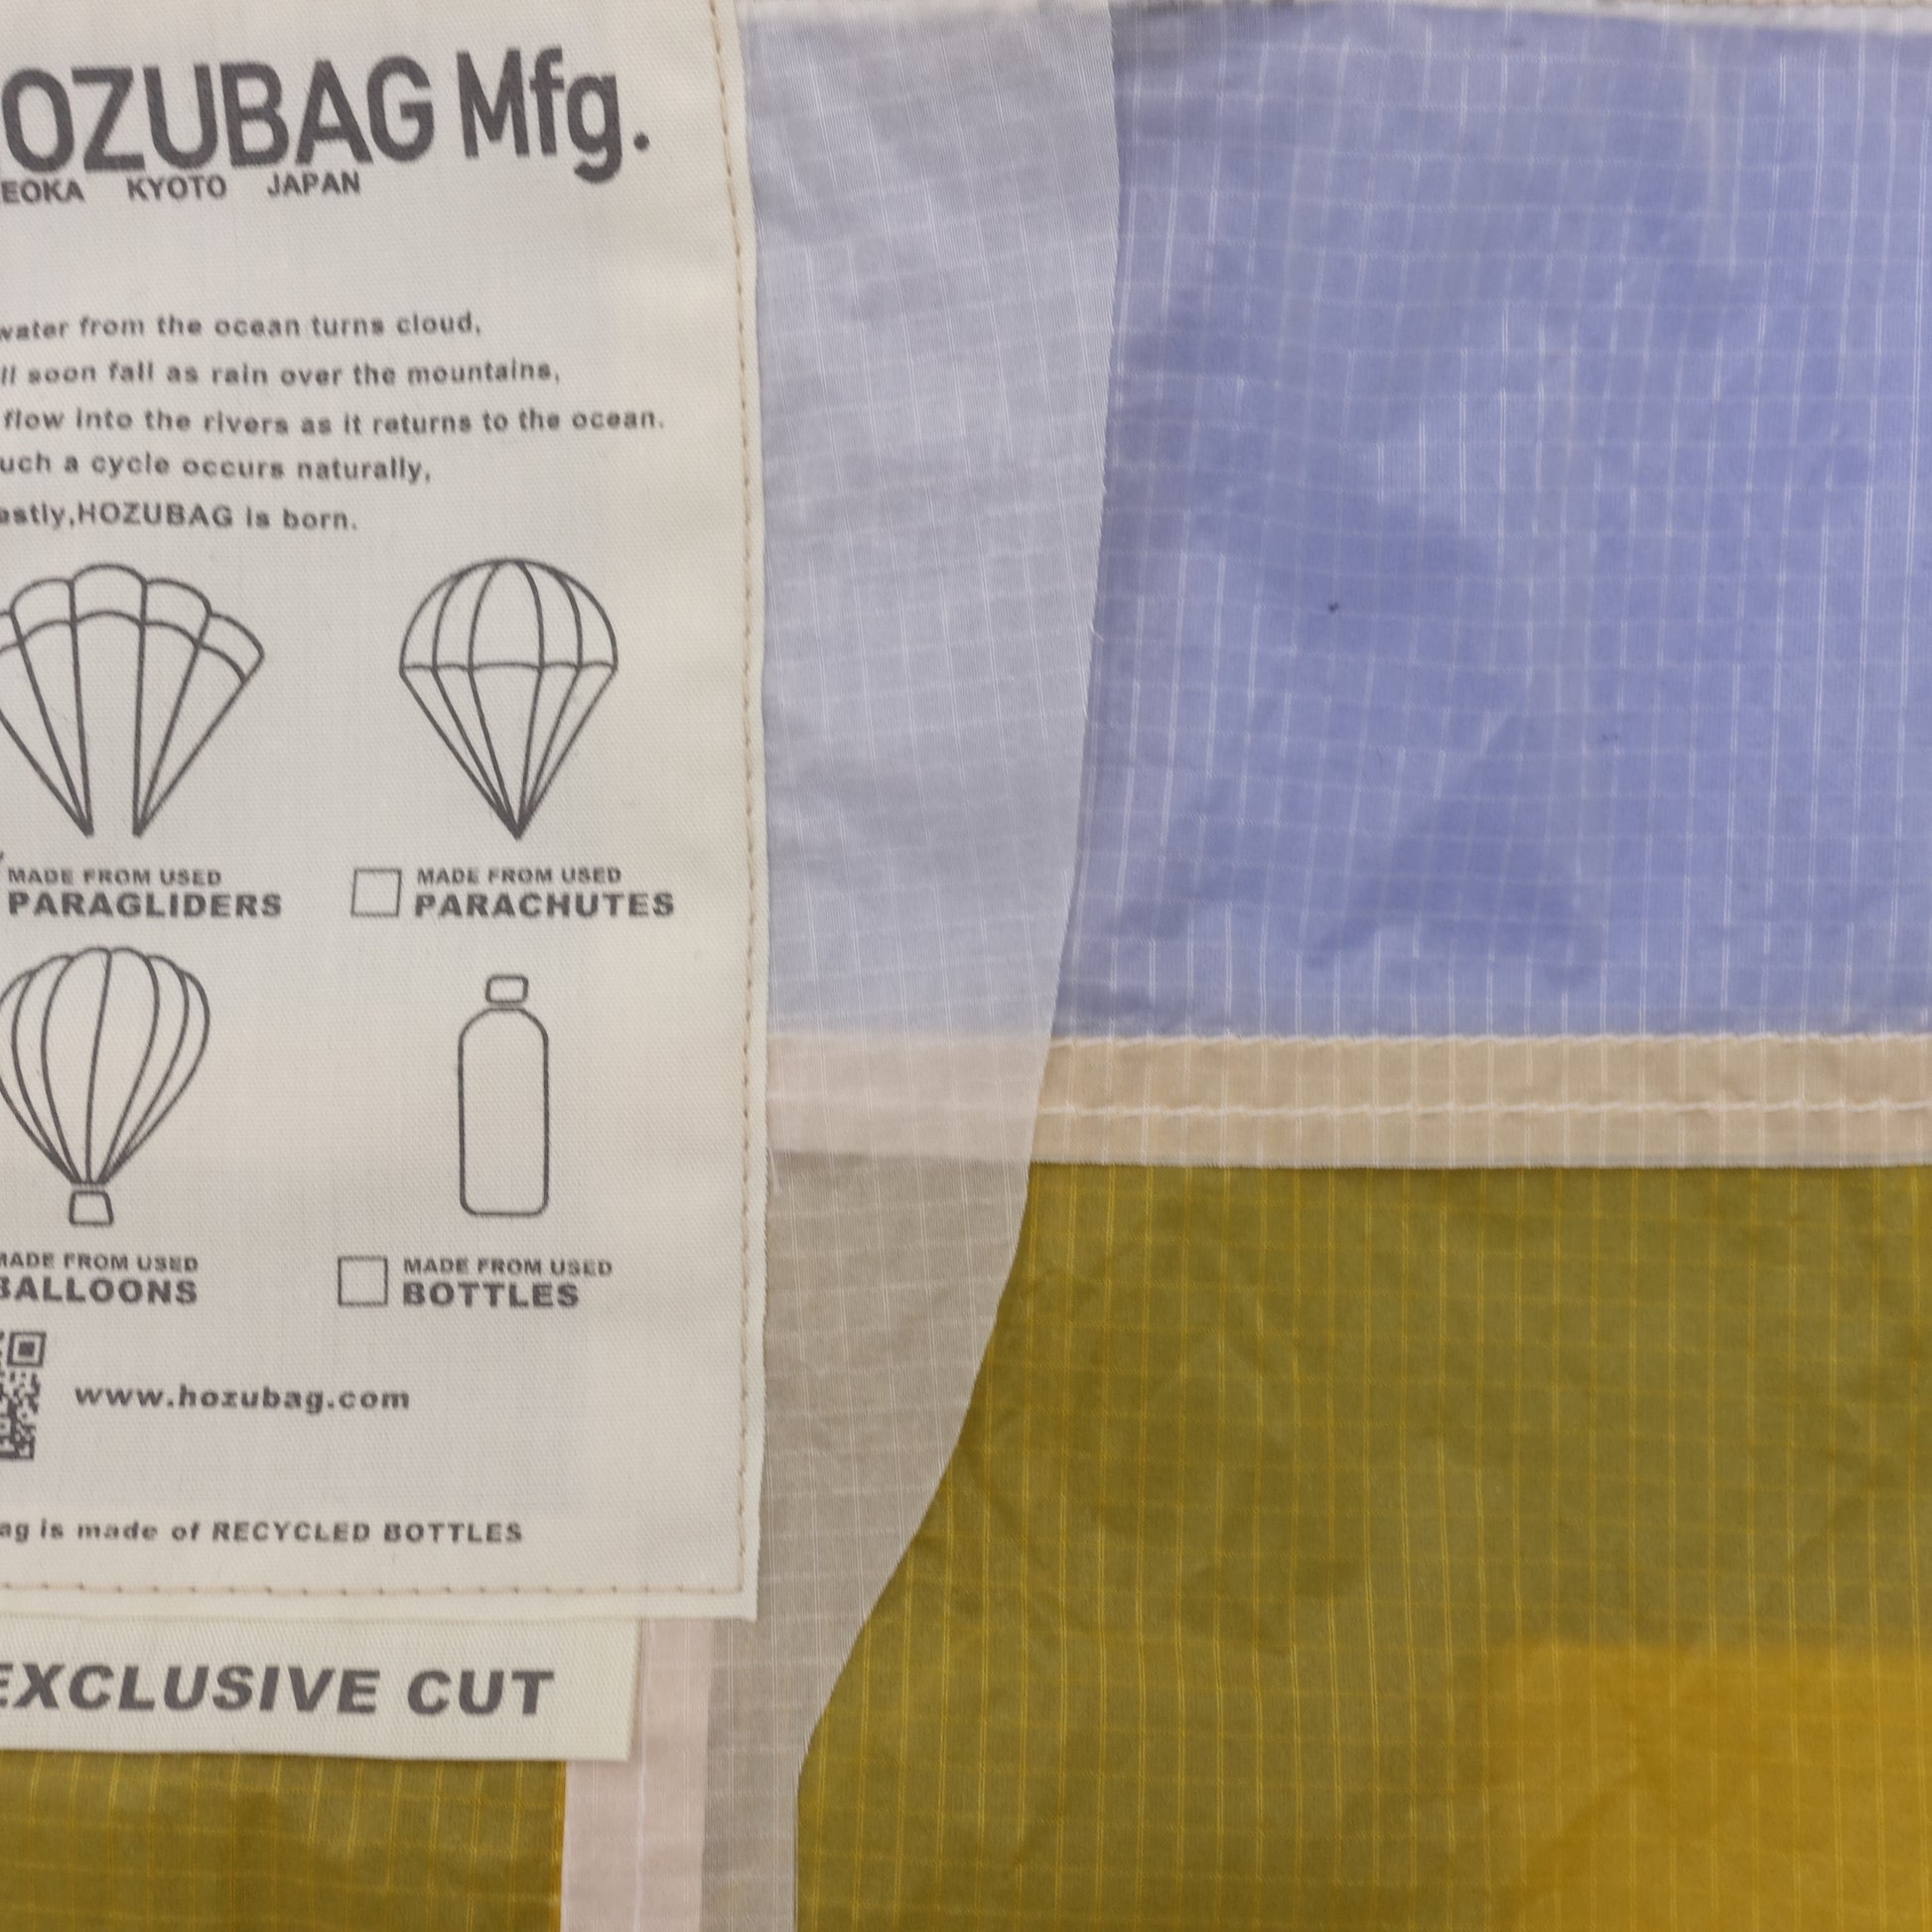 OZUBAG Mfg.
EOKA KYOTO JAPAN
water from the ocean turns cloud,
ll soon fall as rain over the mountains,
flow into the rivers as it returns to the ocean.
uch a cycle occurs naturally,
astly,HOZUBAG is born.
MADE FROM USED
PARAGLIDERS
MADE FROM USED
PARACHUTES
MADE FROM USED
BALLOONS
MADE FROM USED
BOTTLES
www.hozubag.com
ag is made of RECYCLED BOTTLES
EXCLUSIVE CUT